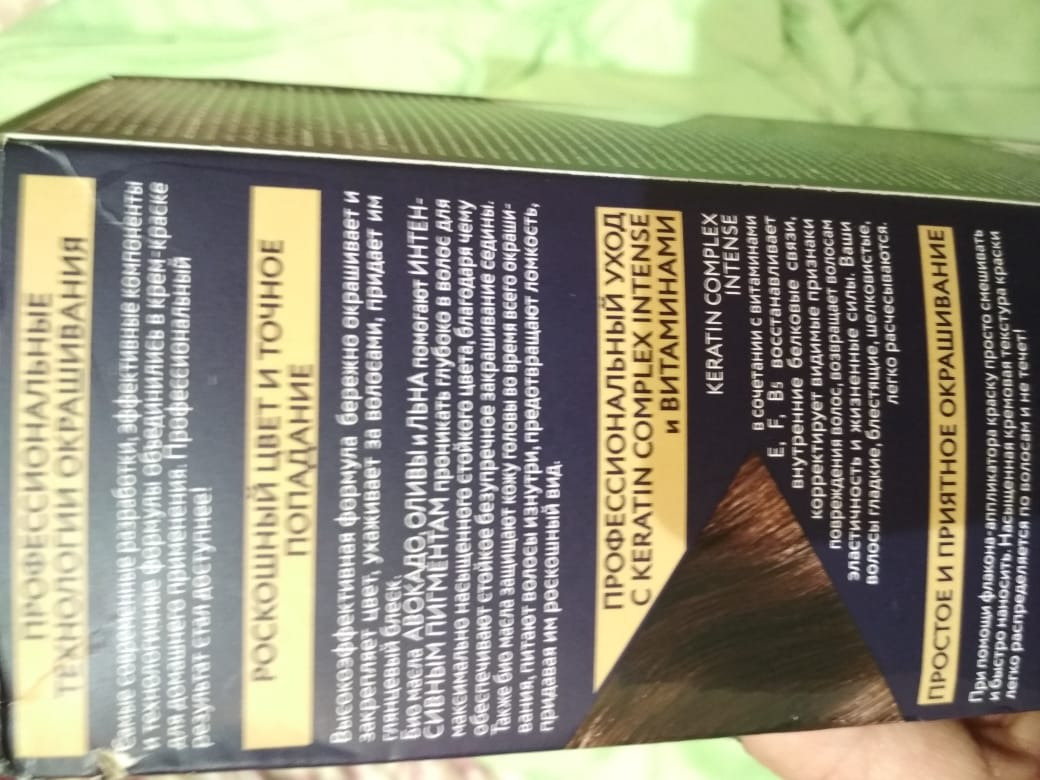 ПРОФЕССИОНАЛЬНЫЕ
ТЕХНОЛОГИИ ОКРАШИВАНИЯ
Самые современные разработки, эффективные компоненты
и технологичные формулы объединились в крем-краске
для домашнего применения. Профессиональный
результат стал доступнее!
РОСКОШНЫЙ ЦВЕТ И ТОЧНОЕ
ПОПАДАНИЕ
Высокоэффективная формула бережно окрашивает и
закрепляет цвет, ухаживает за волосами, придает им
глянцевый блеск.
Био масла АВОКАДО, ОЛИВЫ и ЛЬНА помогают ИНТЕН-
СИВНЫМ ПИГМЕНТАМ проникать глубоко в волос для
максимально насыщенного стойкого цвета, благодаря чему
обеспечивают стойкое безупречное закрашивание седины.
Также био масла защищают кожу головы во время всего окраши-
вания, питают волосы изнутри, предотвращают ломкость,
придавая им роскошный вид.
ПРОФЕССИОНАЛЬНЫЙ УХОД
С KERATIN COMPLEX INTENSE
и ВИТАМИНАМИ
KERATIN COMPLEX
INTENSE
в сочетании с витаминами
E, F, B5 восстанавливает
внутренние белковые связи,
корректирует видимые признаки
повреждения волос, возвращает волосам
эластичность и жизненные силы. Ваши
волосы гладкие, блестящие, шелковистые,
легко расчесываются.
ПРОСТОЕ И ПРИЯТНОЕ ОКРАШИВАНИЕ
При помощи флакона-аппликатора краску просто смешивать
и быстро наносить. Насыщенная кремовая текстура краски
легко распределяется по волосам и не течет!